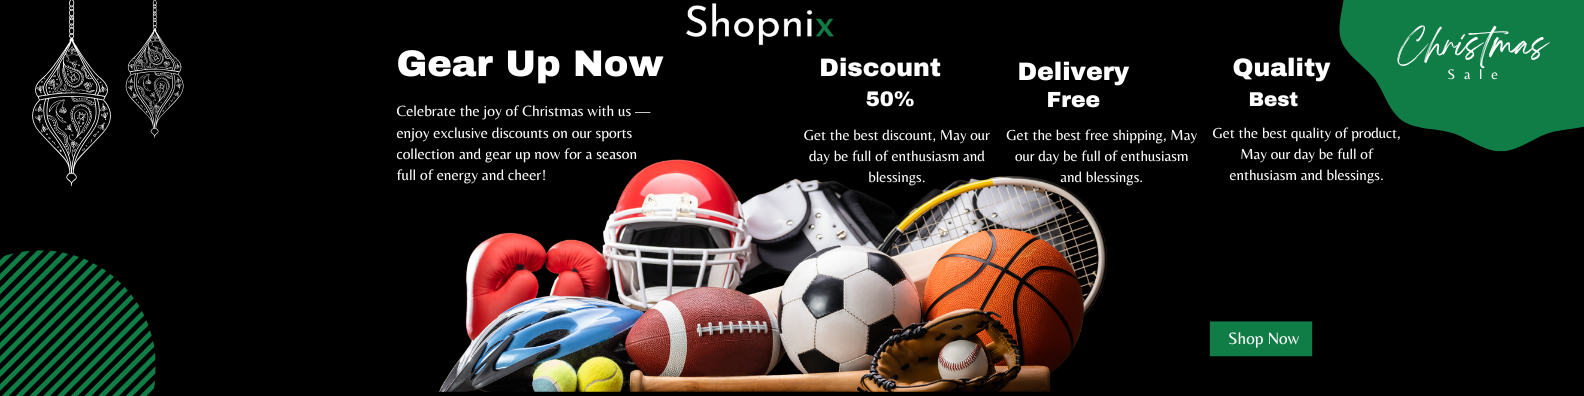 Shopnix
Gear Up Now
Celebrate the joy of Christmas with us —
enjoy exclusive discounts on our sports
collection and gear up now for a season
full of energy and cheer!
Discount
50%
Get the best discount, May our
day be full of enthusiasm and
blessings.
Delivery
Free
Get the best free shipping, May
our day be full of enthusiasm
and blessings.
Quality
Best
Get the best quality of product,
May our day be full of
enthusiasm and blessings.
Christmas
Sale
Shop Now